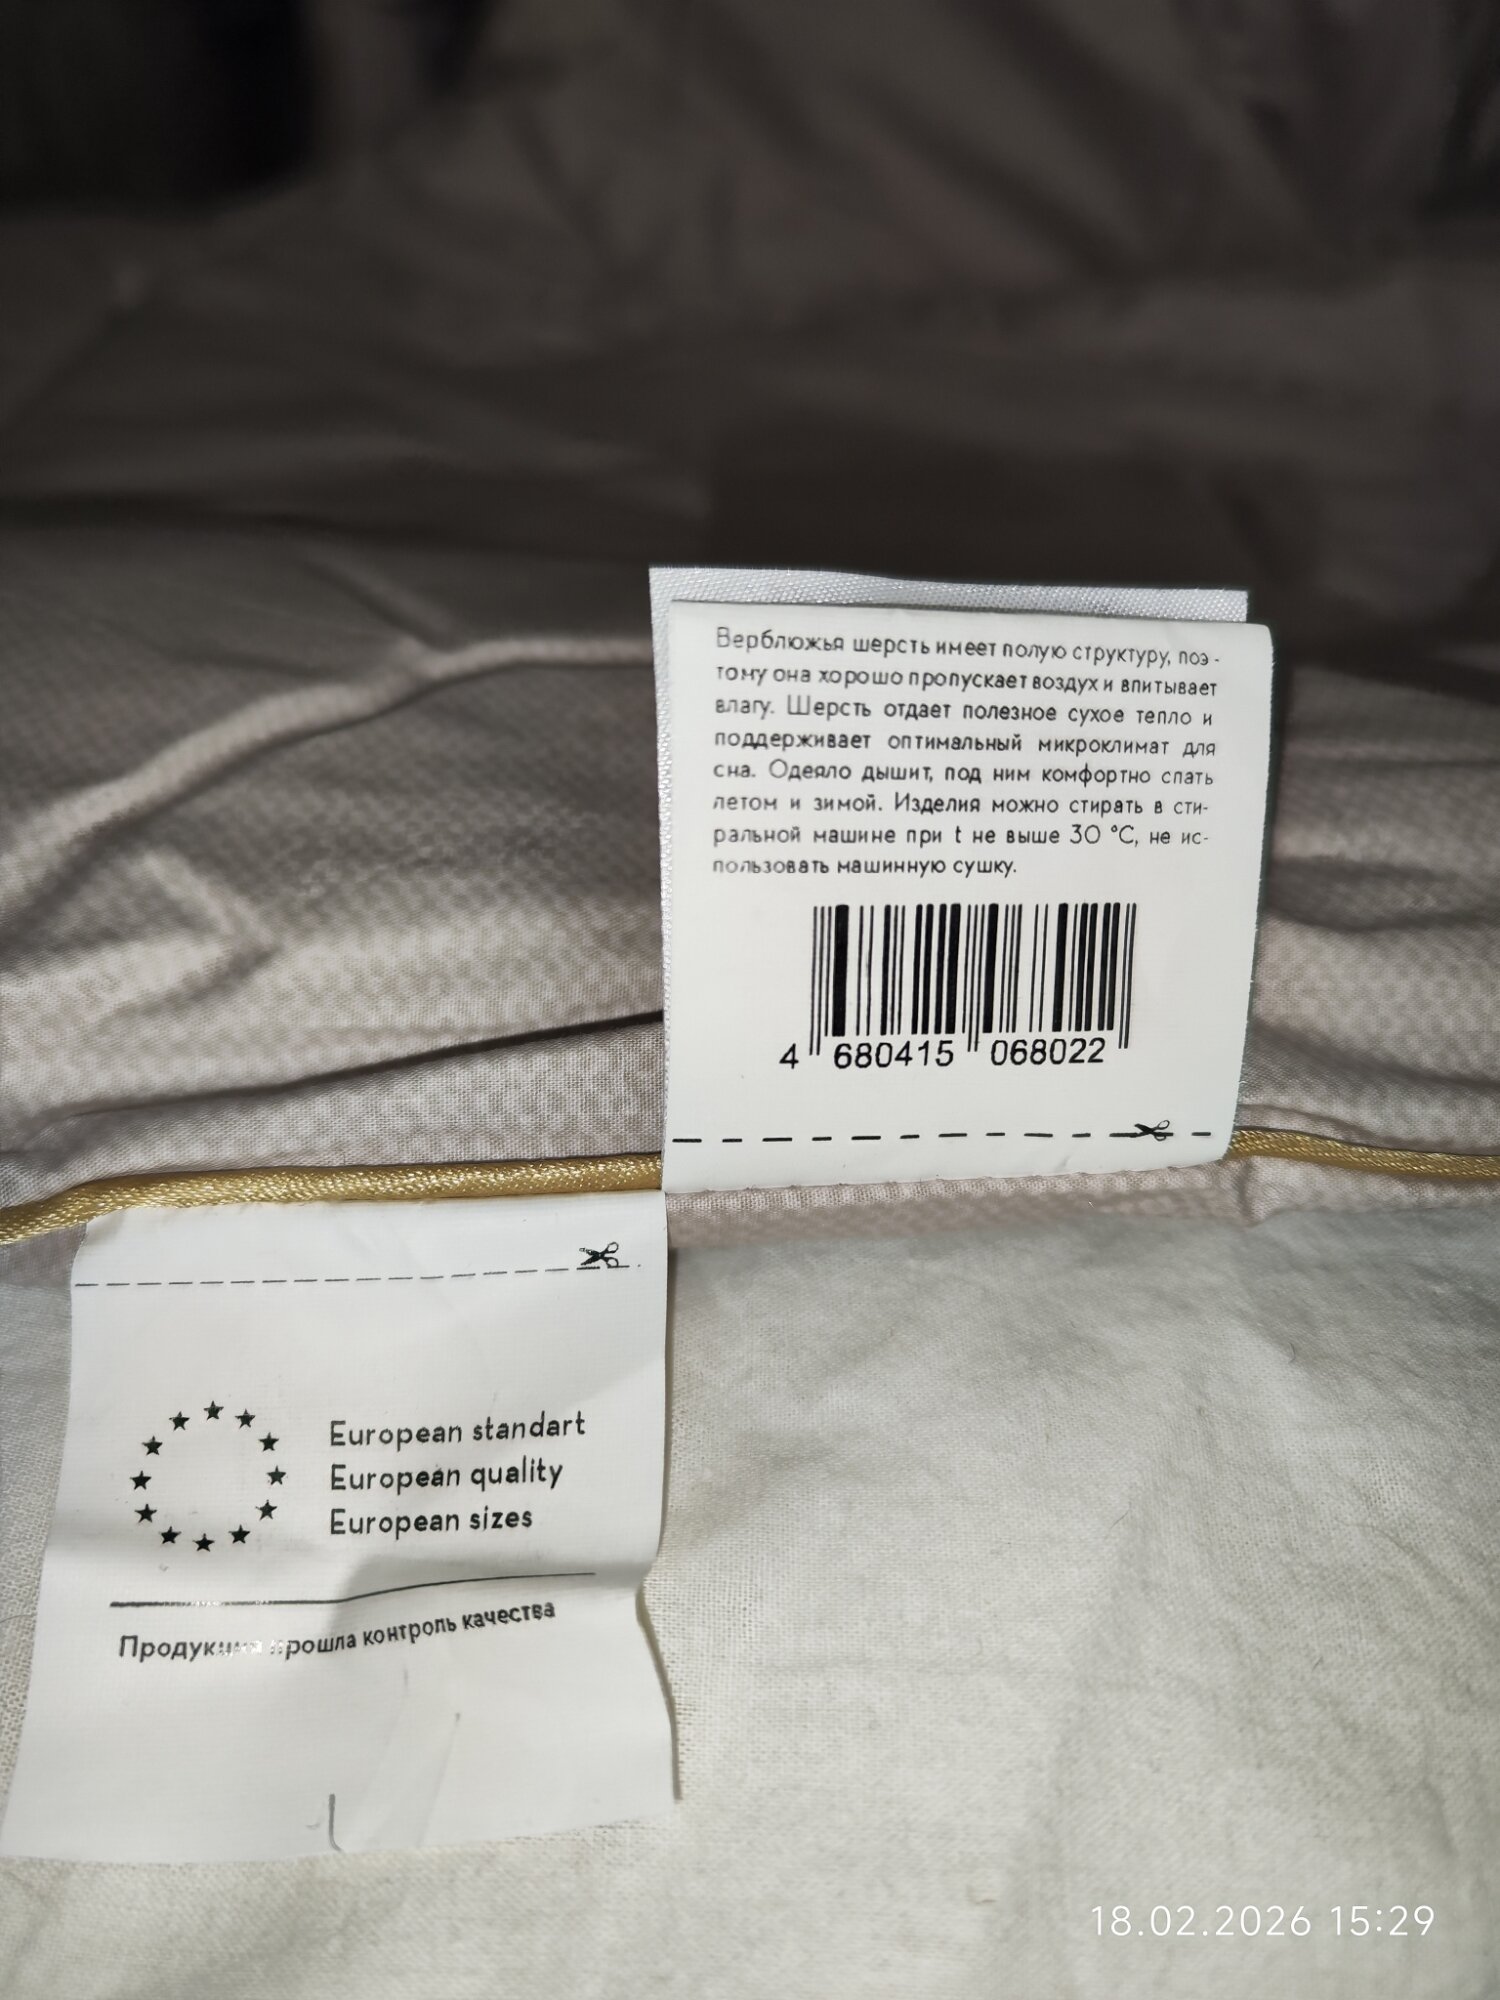 Верблюжья шерсть имеет полую структуру, поэ-
тому она хорошо пропускает воздух и впитывает
влагу. Шерсть отдает полезное сухое тепло и
поддерживает оптимальный микроклимат для
сна. Одеяло дышит, под ним комфортно спать
летом и зимой. Изделия можно стирать в сти-
ральной машине при t не выше 30 °C, не ис-
пользовать машинную сушку.
4 680415 068022
European standart
European quality
European sizes
Продукция прошла контроль качества
18.02.2026 15:29